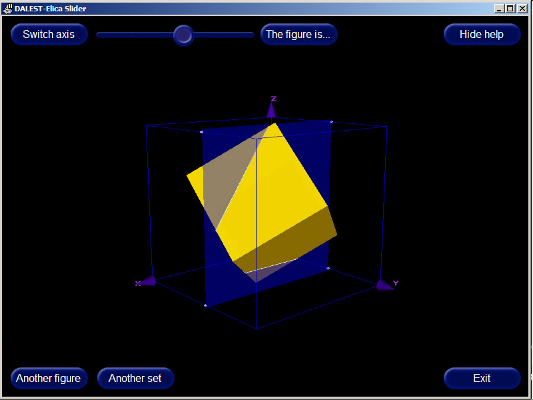 DALEST-Elica Slider
Switch axis
The figure is...
Hide help
Z
X
Y
Another figure
Another set
Exit